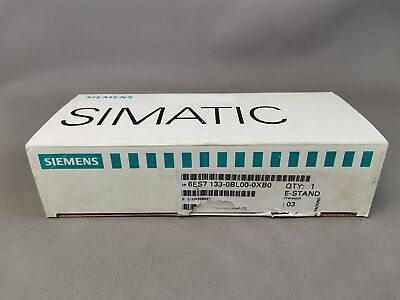 SIEMENS
SIMATIC
SIEMENS
6ES7 133-0BL00-0XB0
QTY: 1
E-STAND
: 03